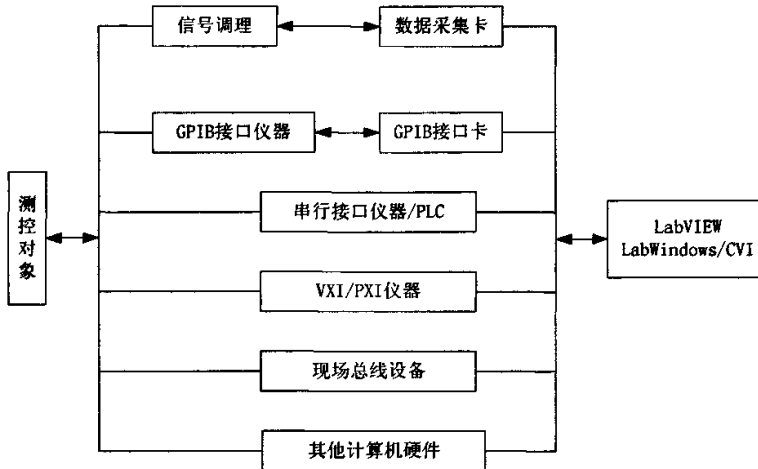 信号调理
数据采集卡
GPIB接口仪器
GPIB接口卡
测控对象
串行接口仪器/PLC
LabVIEW
LabWindows/CVI
VXI/PXI仪器
现场总线设备
其他计算机硬件